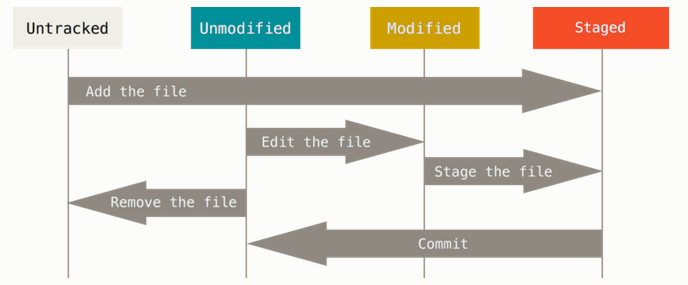 Untracked
Unmodified
Modified
Staged
Add the file
Edit the file
Stage the file
Remove the file
Commit